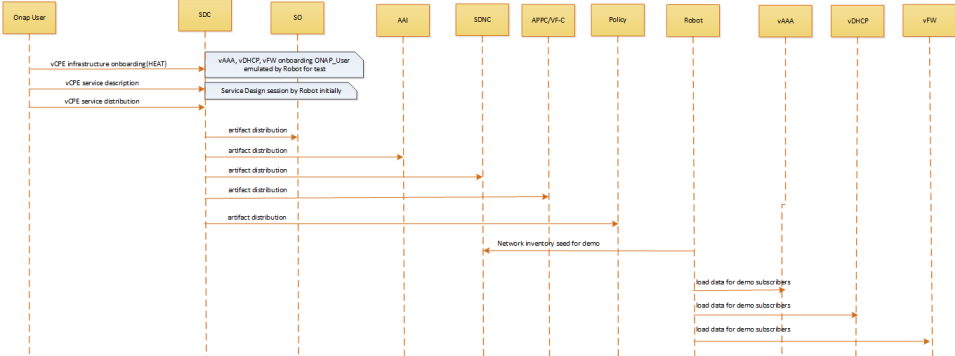 Onap User
SDC
SO
AAI
SDNC
APPC/VF-C
Policy
Robot
vAAA
vDHCP
vFW
vCPE infrastructure onboarding(HEAT)
vAAA, vDHCP, vFW onboarding ONAP_User
emulated by Robot for test
vCPE service description
Service Design session by Robot initially
vCPE service distribution
artifact distribution
artifact distribution
artifact distribution
artifact distribution
artifact distribution
Network inventory seed for demo
load data for demo subscribers
load data for demo subscribers
load data for demo subscribers